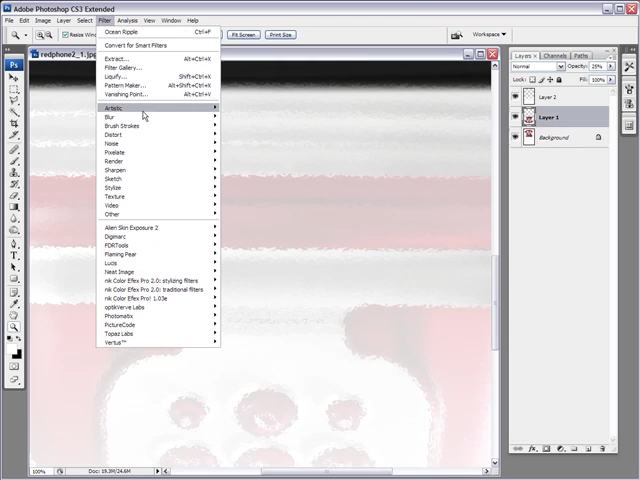 Adobe Photoshop CS3 Extended
File Edit Image Layer Select Filter Analysis View Window Help
Resize Wind
Fit Screen
Print Size
Workspace
Ps
redphone2_1.jp
Ocean Ripple Ctrl+F
Convert for Smart Filters
Extract... Alt+Ctrl+X
Filter Gallery...
Liquify... Shift+Ctrl+X
Pattern Maker... Alt+Shift+Ctrl+X
Vanishing Point... Alt+Ctrl+V
Artistic
Blur
Brush Strokes
Distort
Noise
Pixelate
Render
Sharpen
Sketch
Stylize
Texture
Video
Other
Alien Skin Exposure 2
Digimarc
FDRTools
Flaming Pear
Lucis
Neat Image
nik Color Efex Pro 2.0: stylizing filters
nik Color Efex Pro 2.0: traditional filters
nik Color Efex Pro! 1.03e
optikVerve Labs
Photomatix
PictureCode
Topaz Labs
Vertus™
Layers Channels Paths
Normal Opacity: 25%
Lock: Fill: 100%
Layer 2
Layer 1
Background
100% Doc: 19.3M/24.6M